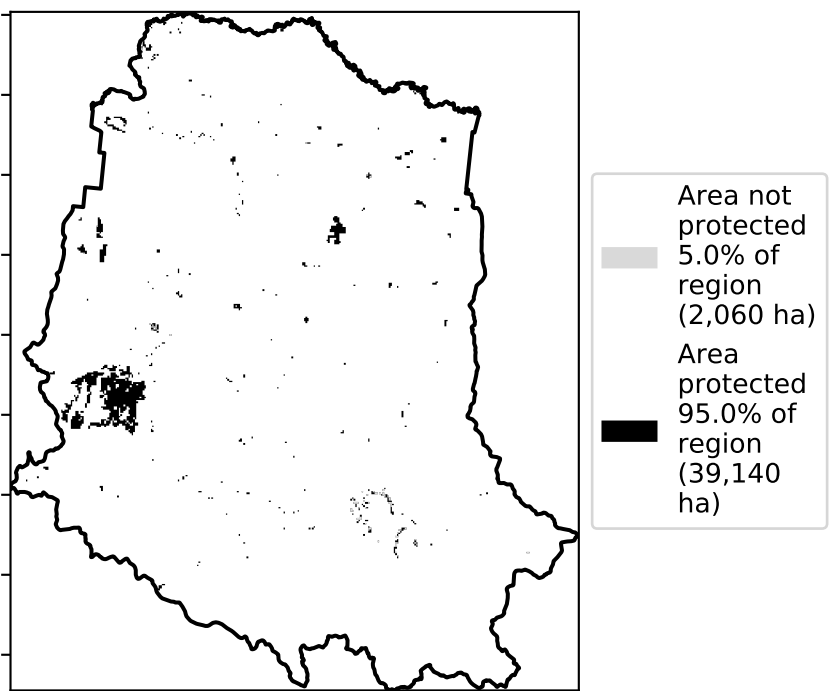 Area not
protected
5.0% of
region
(2,060 ha)
Area
protected
95.0% of
region
(39,140
ha)